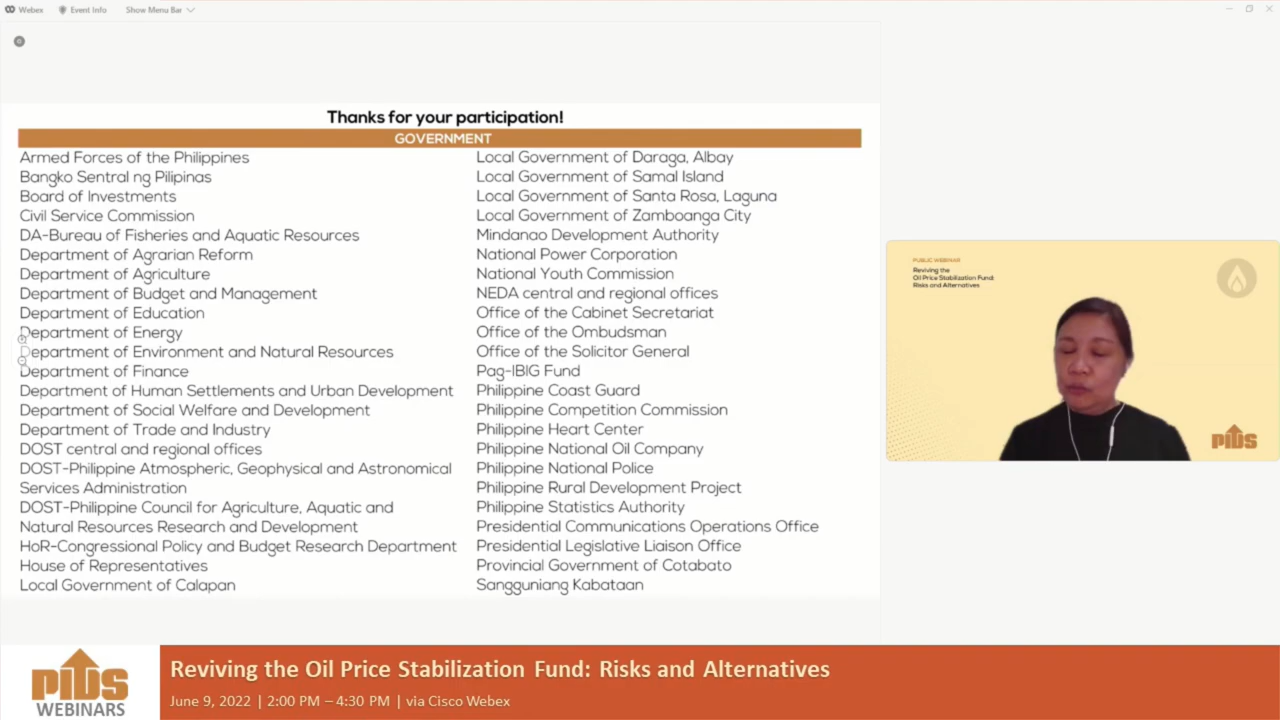 Webex
Event Info
Show Menu Bar
Thanks for your participation!
GOVERNMENT
Armed Forces of the Philippines
Bangko Sentral ng Pilipinas
Board of Investments
Civil Service Commission
DA-Bureau of Fisheries and Aquatic Resources
Department of Agrarian Reform
Department of Agriculture
Department of Budget and Management
Department of Education
Department of Energy
Department of Environment and Natural Resources
Department of Finance
Department of Human Settlements and Urban Development
Department of Social Welfare and Development
Department of Trade and Industry
DOST central and regional offices
DOST-Philippine Atmospheric, Geophysical and Astronomical
Services Administration
DOST-Philippine Council for Agriculture, Aquatic and
Natural Resources Research and Development
HoR-Congressional Policy and Budget Research Department
House of Representatives
Local Government of Calapan
Local Government of Daraga, Albay
Local Government of Samal Island
Local Government of Santa Rosa, Laguna
Local Government of Zamboanga City
Mindanao Development Authority
National Power Corporation
National Youth Commission
NEDA central and regional offices
Office of the Cabinet Secretariat
Office of the Ombudsman
Office of the Solicitor General
Pag-IBIG Fund
Philippine Coast Guard
Philippine Competition Commission
Philippine Heart Center
Philippine National Oil Company
Philippine National Police
Philippine Rural Development Project
Philippine Statistics Authority
Presidential Communications Operations Office
Presidential Legislative Liaison Office
Provincial Government of Cotabato
Sangguniang Kabataan
PUBLIC WEBINAR
Reviving the
Oil Price Stabilization Fund:
Risks and Alternatives
PIDS
PIDS
WEBINARS
Reviving the Oil Price Stabilization Fund: Risks and Alternatives
June 9, 2022 | 2:00 PM – 4:30 PM | via Cisco Webex